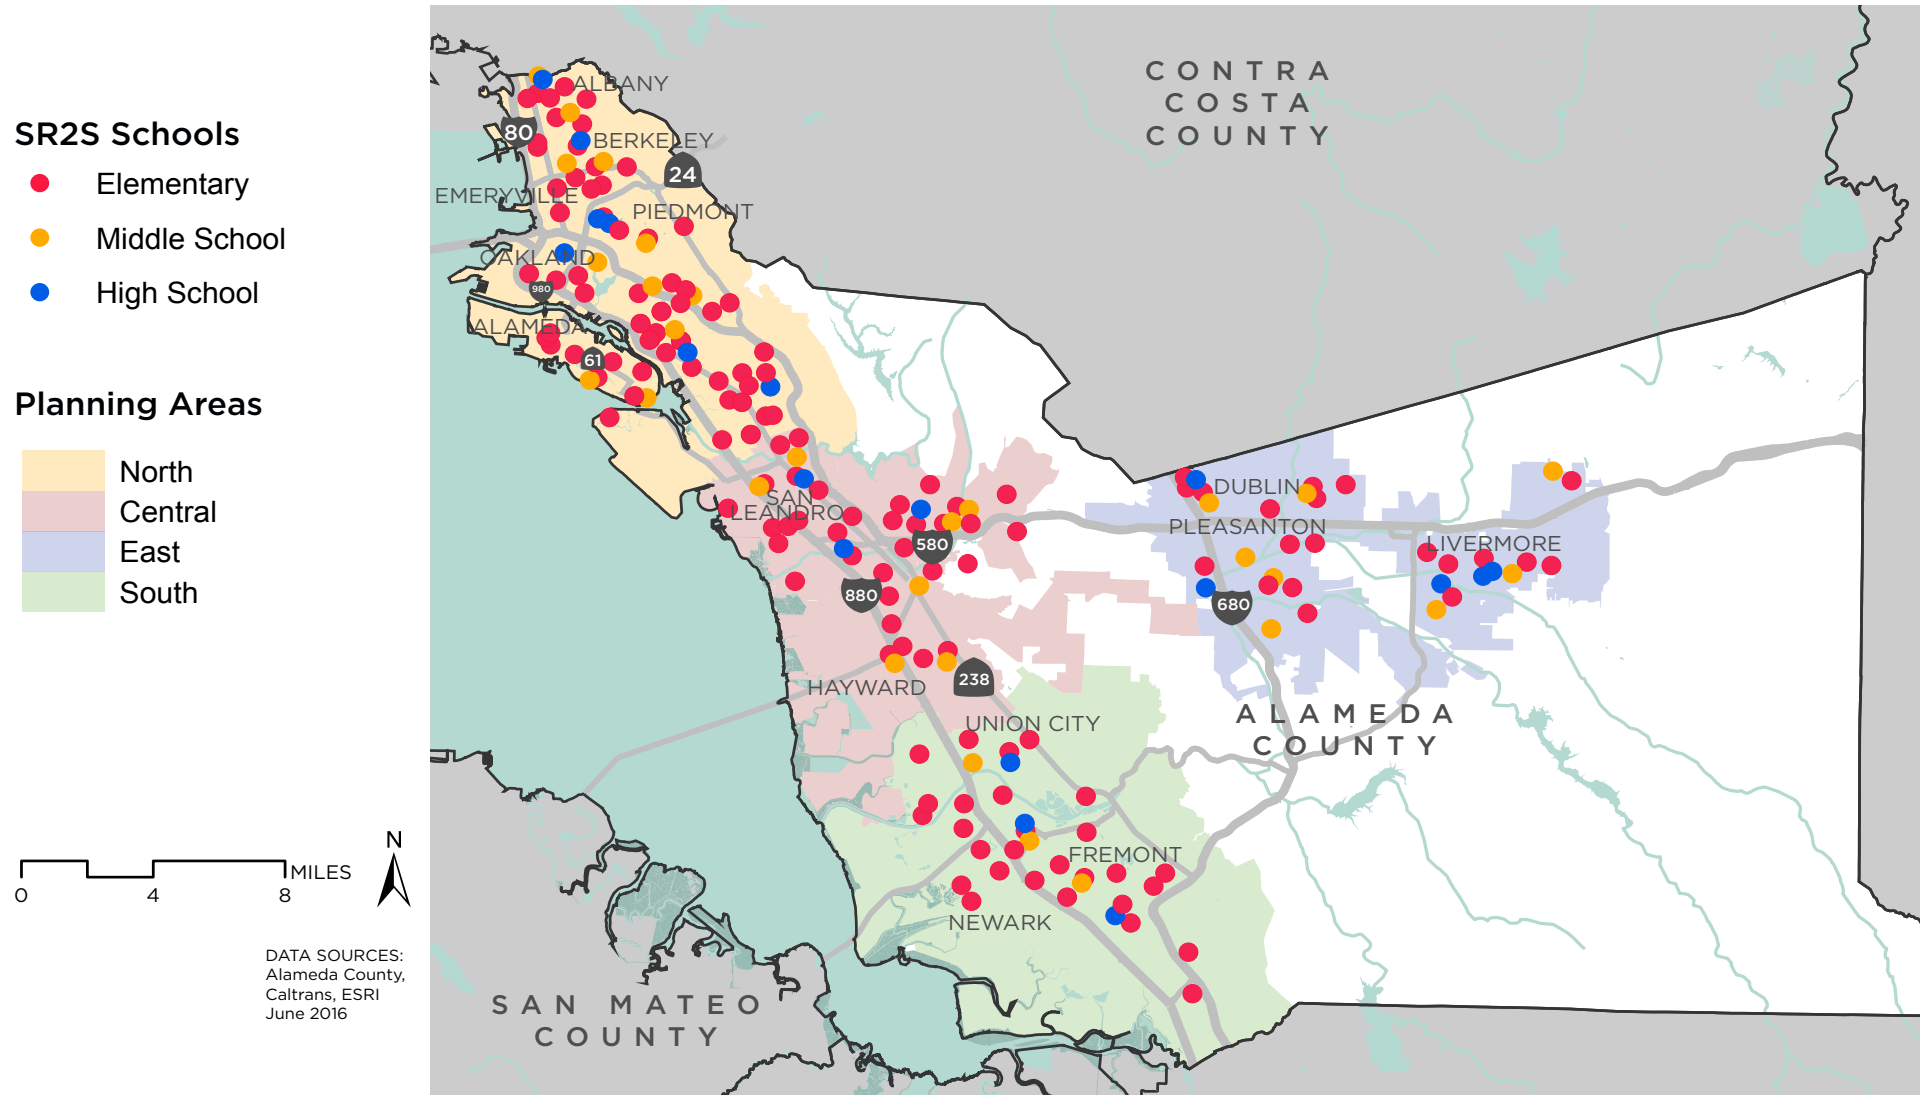 SR2S Schools
Elementary
Middle School
High School
Planning Areas
North
Central
East
South
0
4
8
MILES
N
DATA SOURCES:
Alameda County,
Caltrans, ESRI
June 2016
CONTRA
COSTA
COUNTY
ALBANY
80
BERKELEY
24
EMERYVILLE
PIEDMONT
OAKLAND
980
ALAMEDA
61
SAN
LEANDRO
580
880
HAYWARD
238
DUBLIN
PLEASANTON
LIVERMORE
680
ALAMEDA
COUNTY
UNION CITY
FREMONT
NEWARK
SAN MATEO
COUNTY